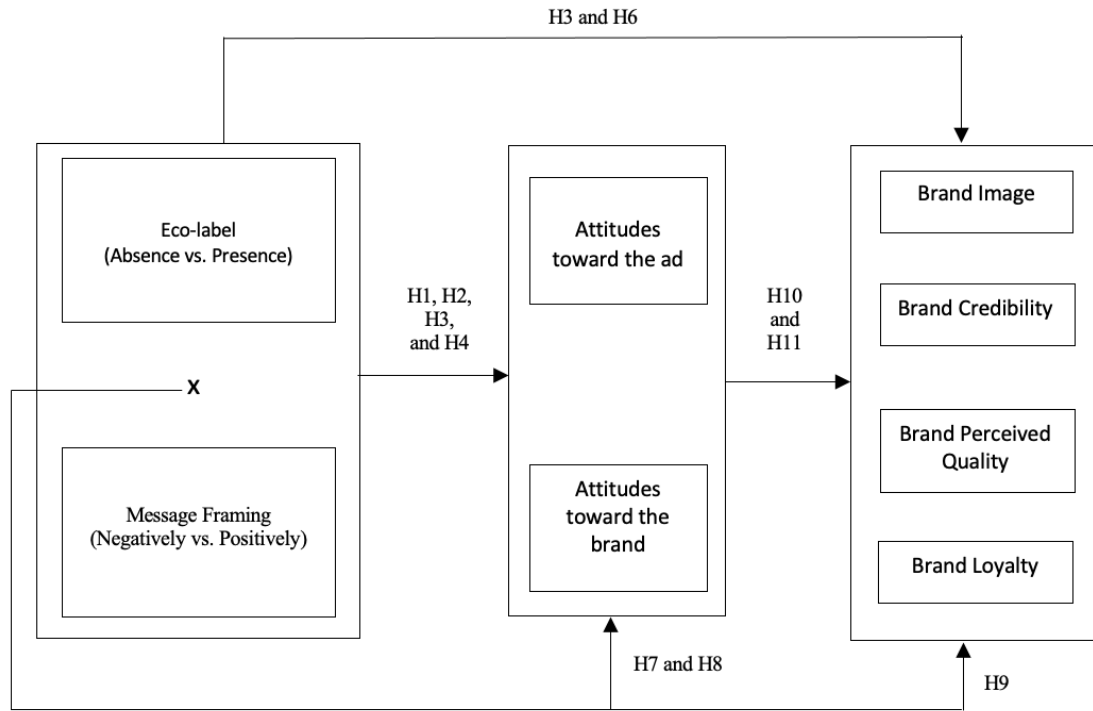 H3 and H6
Eco-label
(Absence vs. Presence)
X
Message Framing
(Negatively vs. Positively)
H1, H2,
H3,
and H4
Attitudes
toward the ad
Attitudes
toward the
brand
H10
and
H11
Brand Image
Brand Credibility
Brand Perceived
Quality
Brand Loyalty
H7 and H8
H9